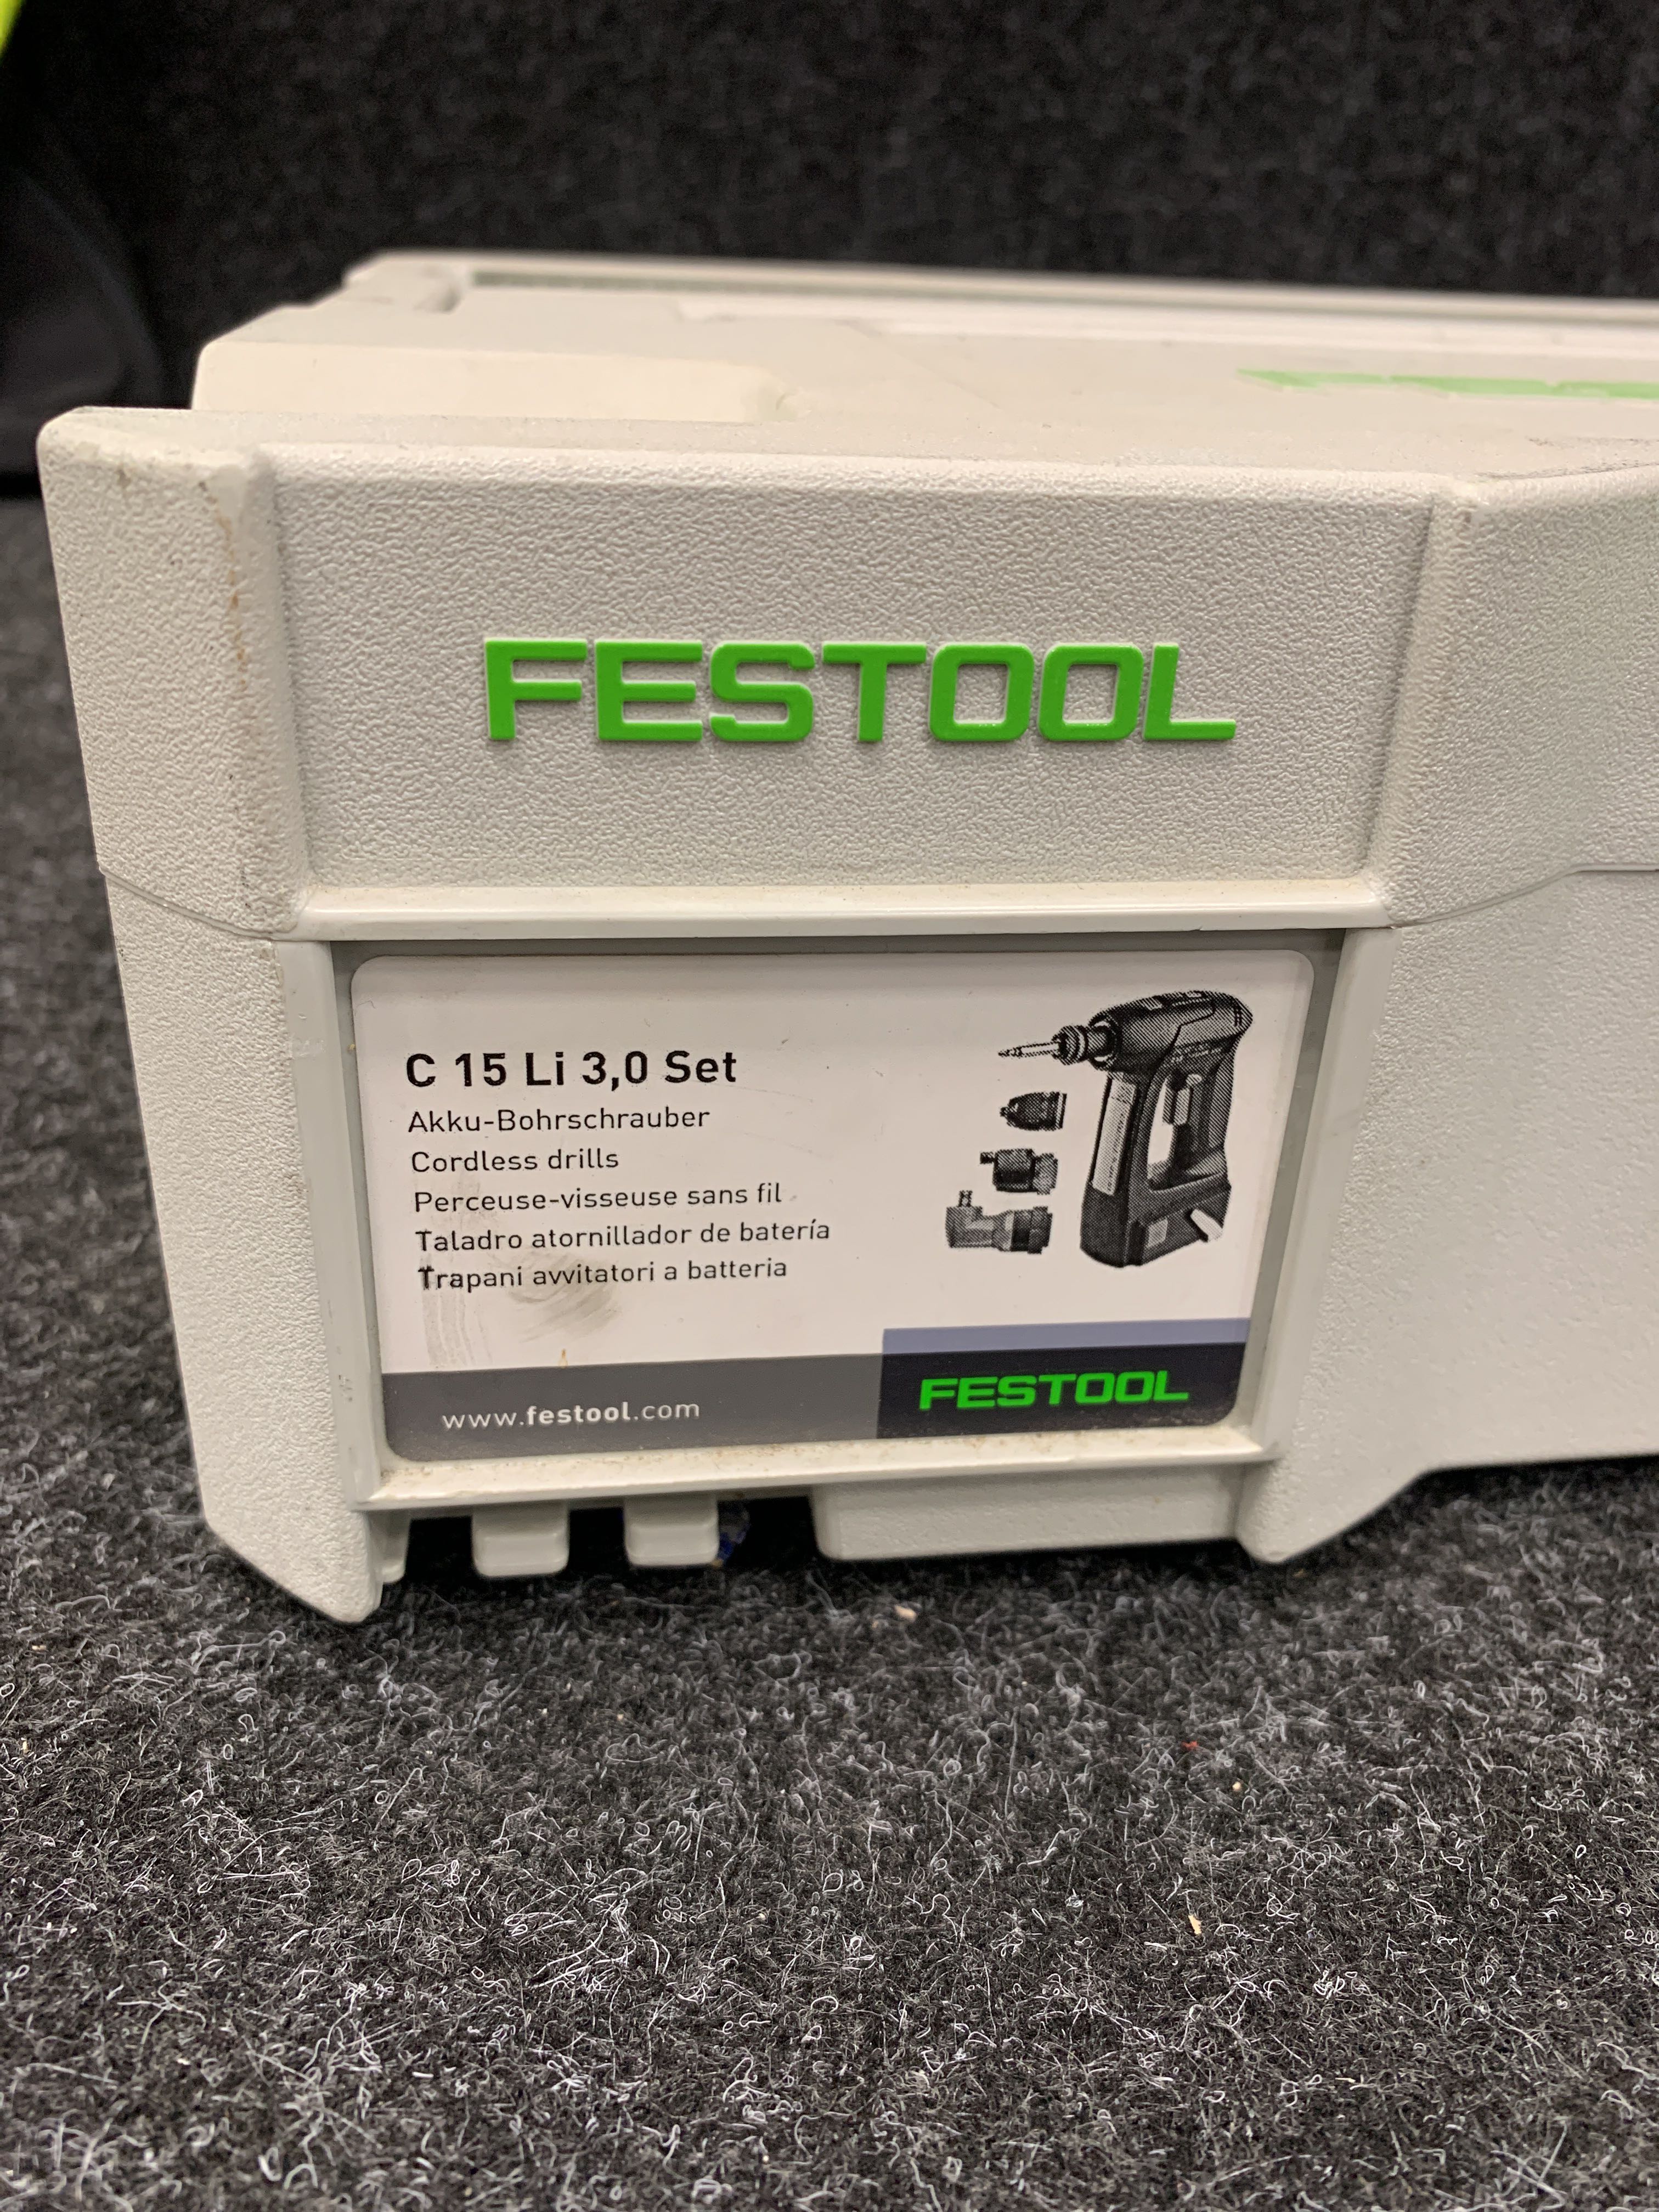 FESTOOL
C 15 Li 3,0 Set
Akku-Bohrschrauber
Cordless drills
Perceuse-visseuse sans fil
Taladro atornillador de batería
Trapani avvitatori a batteria
www.festool.com
FESTOOL